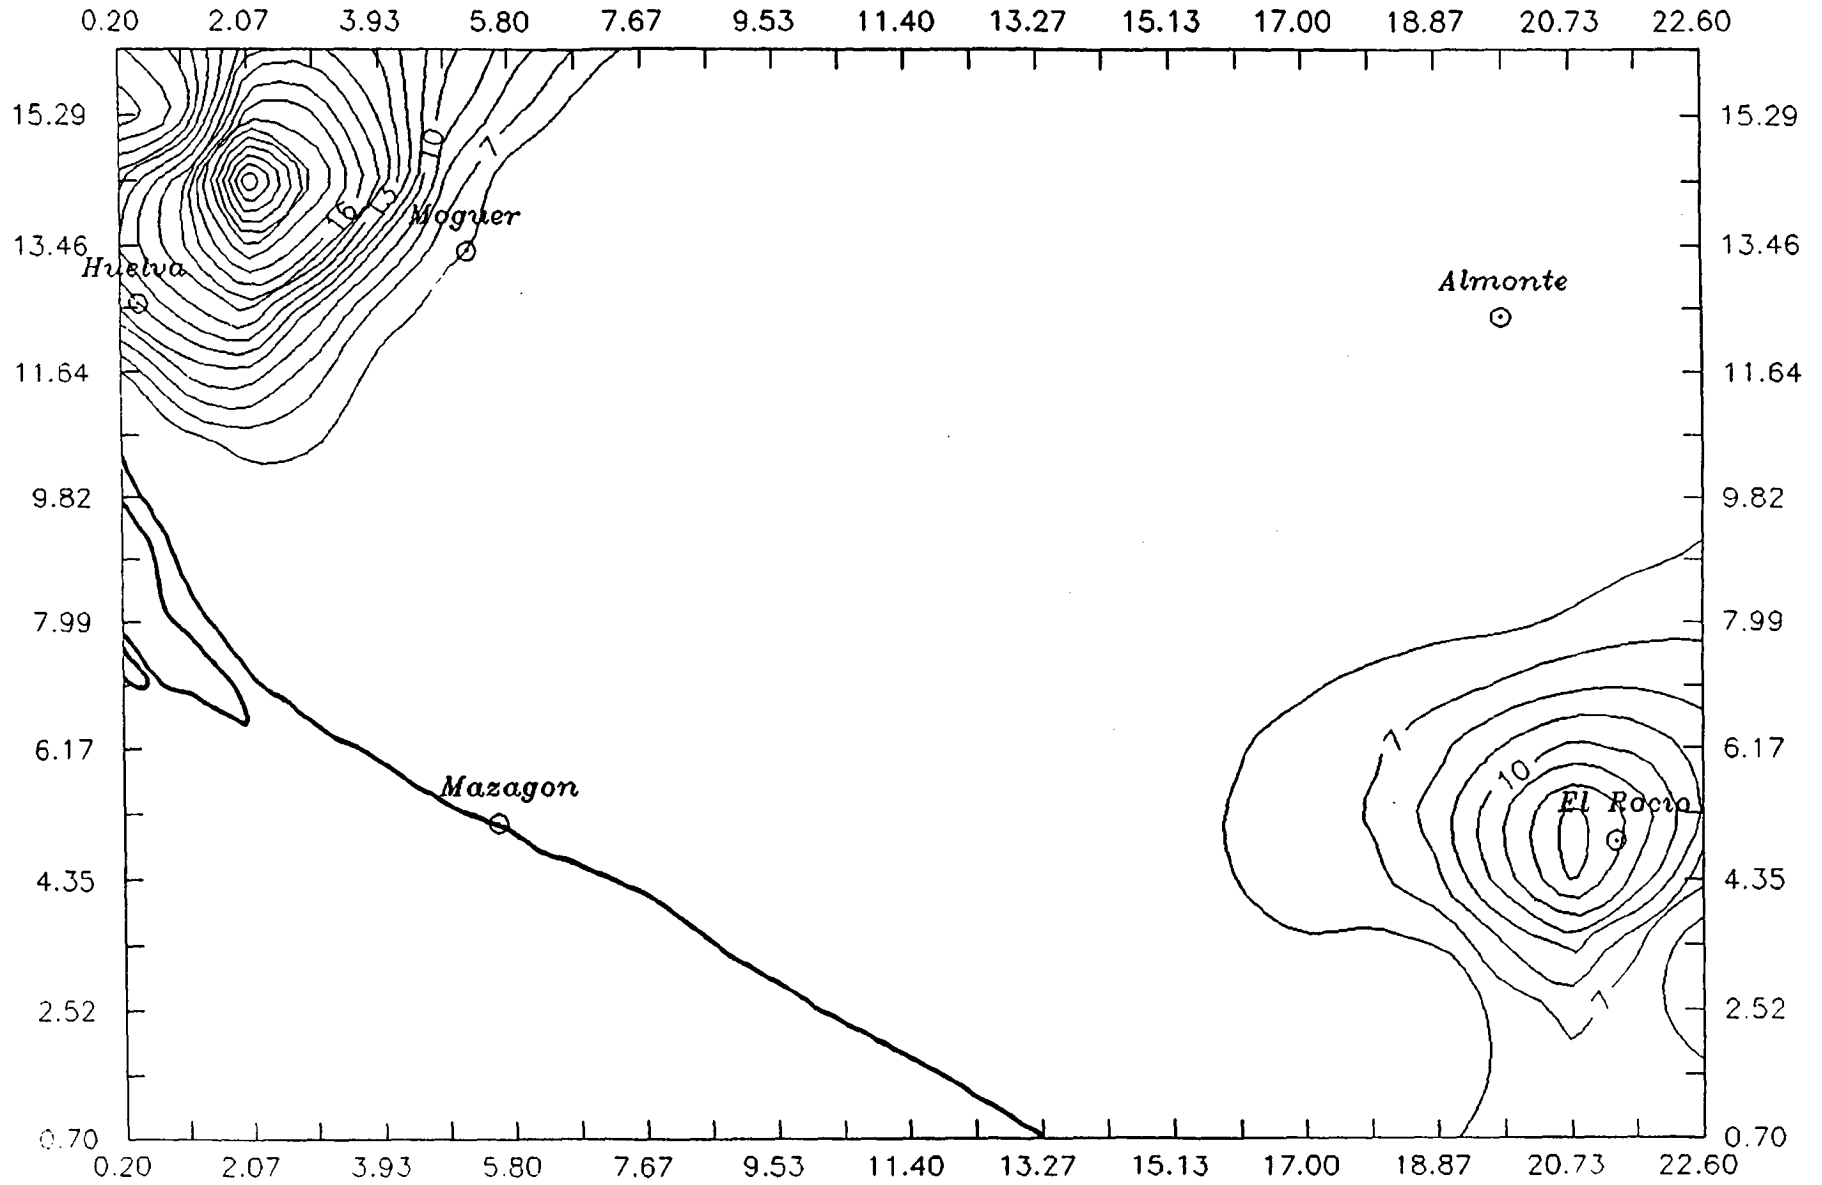 0.20 2.07 3.93 5.80 7.67 9.53 11.40 13.27 15.13 17.00 18.87 20.73 22.60
15.29 10 7 15.29
16 13 Moguer
13.46 13.46
Huelva
Almonte
11.64 11.64
9.82 9.82
7.99 7.99
6.17 7 6.17
10
Mazagon El Rocio
4.35 4.35
2.52 7 2.52
0.70 0.70
0.20 2.07 3.93 5.80 7.67 9.53 11.40 13.27 15.13 17.00 18.87 20.73 22.60